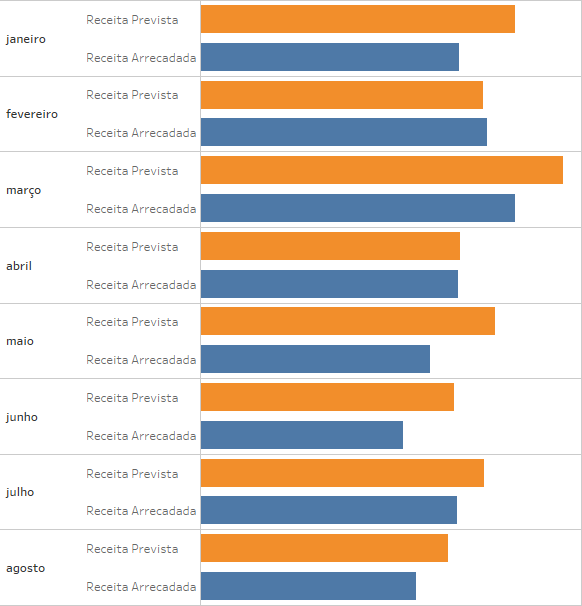 janeiro
Receita Prevista
Receita Arrecadada
fevereiro
Receita Prevista
Receita Arrecadada
março
Receita Prevista
Receita Arrecadada
abril
Receita Prevista
Receita Arrecadada
maio
Receita Prevista
Receita Arrecadada
junho
Receita Prevista
Receita Arrecadada
julho
Receita Prevista
Receita Arrecadada
agosto
Receita Prevista
Receita Arrecadada